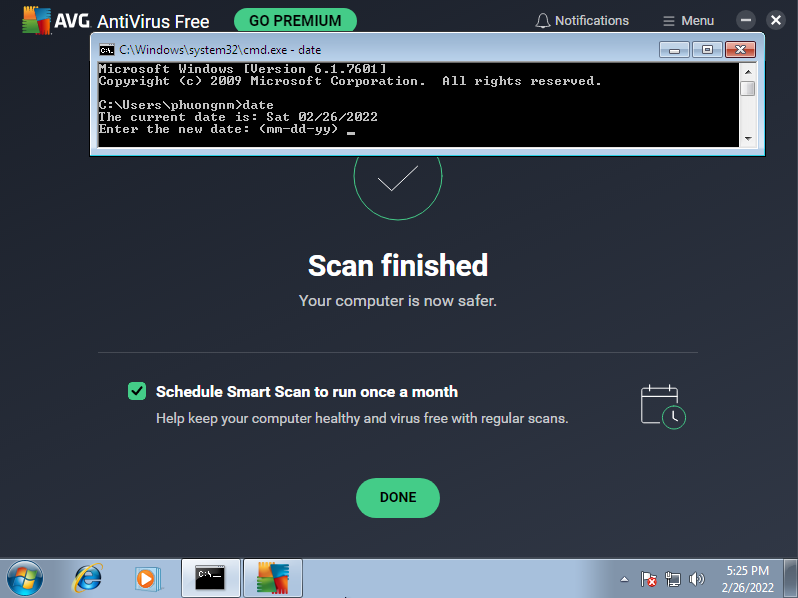 AVG AntiVirus Free
GO PREMIUM
Notifications
Menu
C:\Windows\system32\cmd.exe - date
Microsoft Windows [Version 6.1.7601]
Copyright (c) 2009 Microsoft Corporation.  All rights reserved.
C:\Users\phuongnm>date
The current date is: Sat 02/26/2022
Enter the new date: (mm-dd-yy) _
Scan finished
Your computer is now safer.
Schedule Smart Scan to run once a month
Help keep your computer healthy and virus free with regular scans.
DONE
5:25 PM
2/26/2022